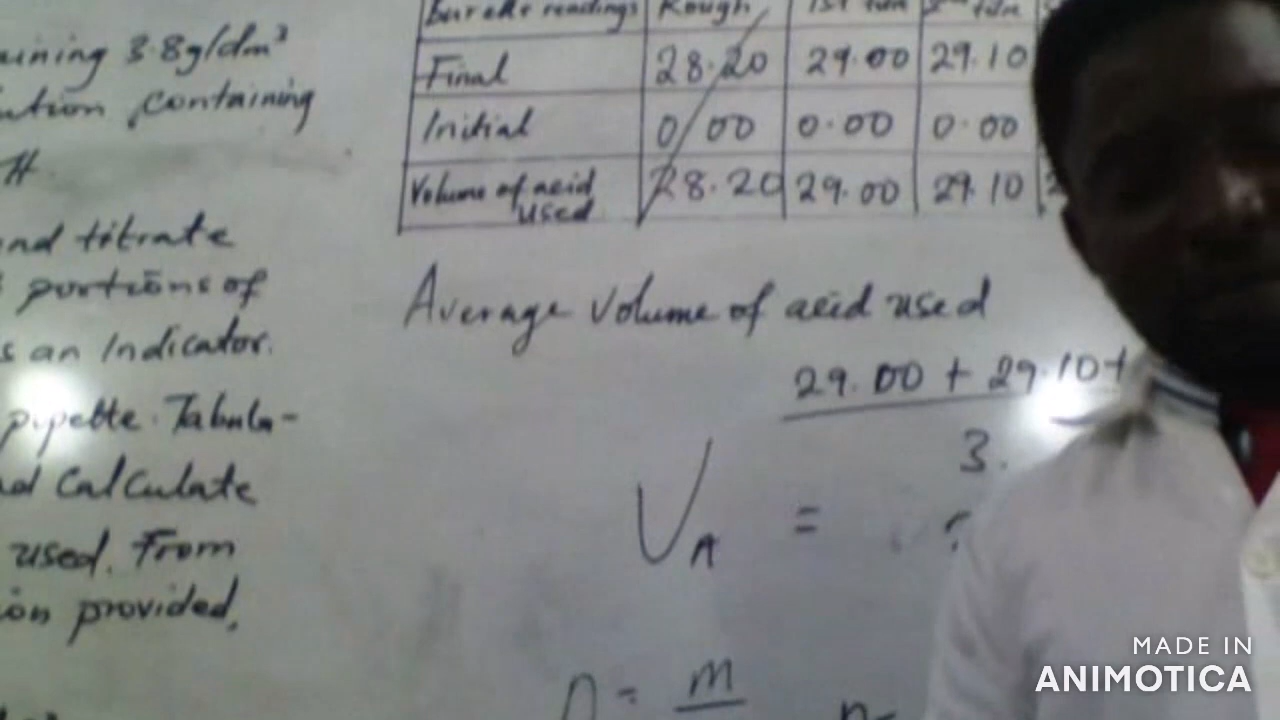 aining 3.8g/dm³
ution, containing
H.
and titrate
portions of
s an Indicator.
pipette. Tabula-
nd Calculate
used. From
ion provided,
Burette readings Rough 1st titre
Final 28.20 29.00 29.10
Initial 0.00 0.00 0.00
Volume of acid used 28.20 29.00 29.10
Average Volume of acid used
29.00 + 29.10 +
3.
V_A =
n = m
MADE IN
ANIMOTICA